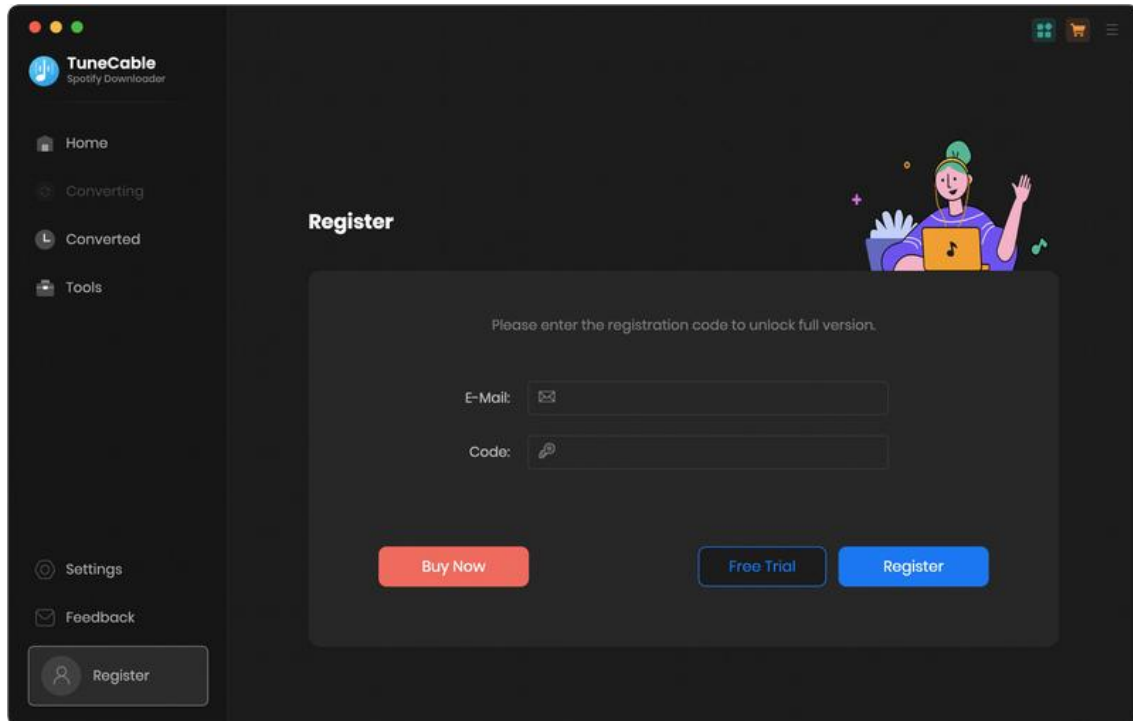 TuneCable
Spotify Downloader
Home
Converting
Converted
Tools
Settings
Feedback
Register
Register
Please enter the registration code to unlock full version.
E-Mail:
Code:
Buy Now
Free Trial
Register